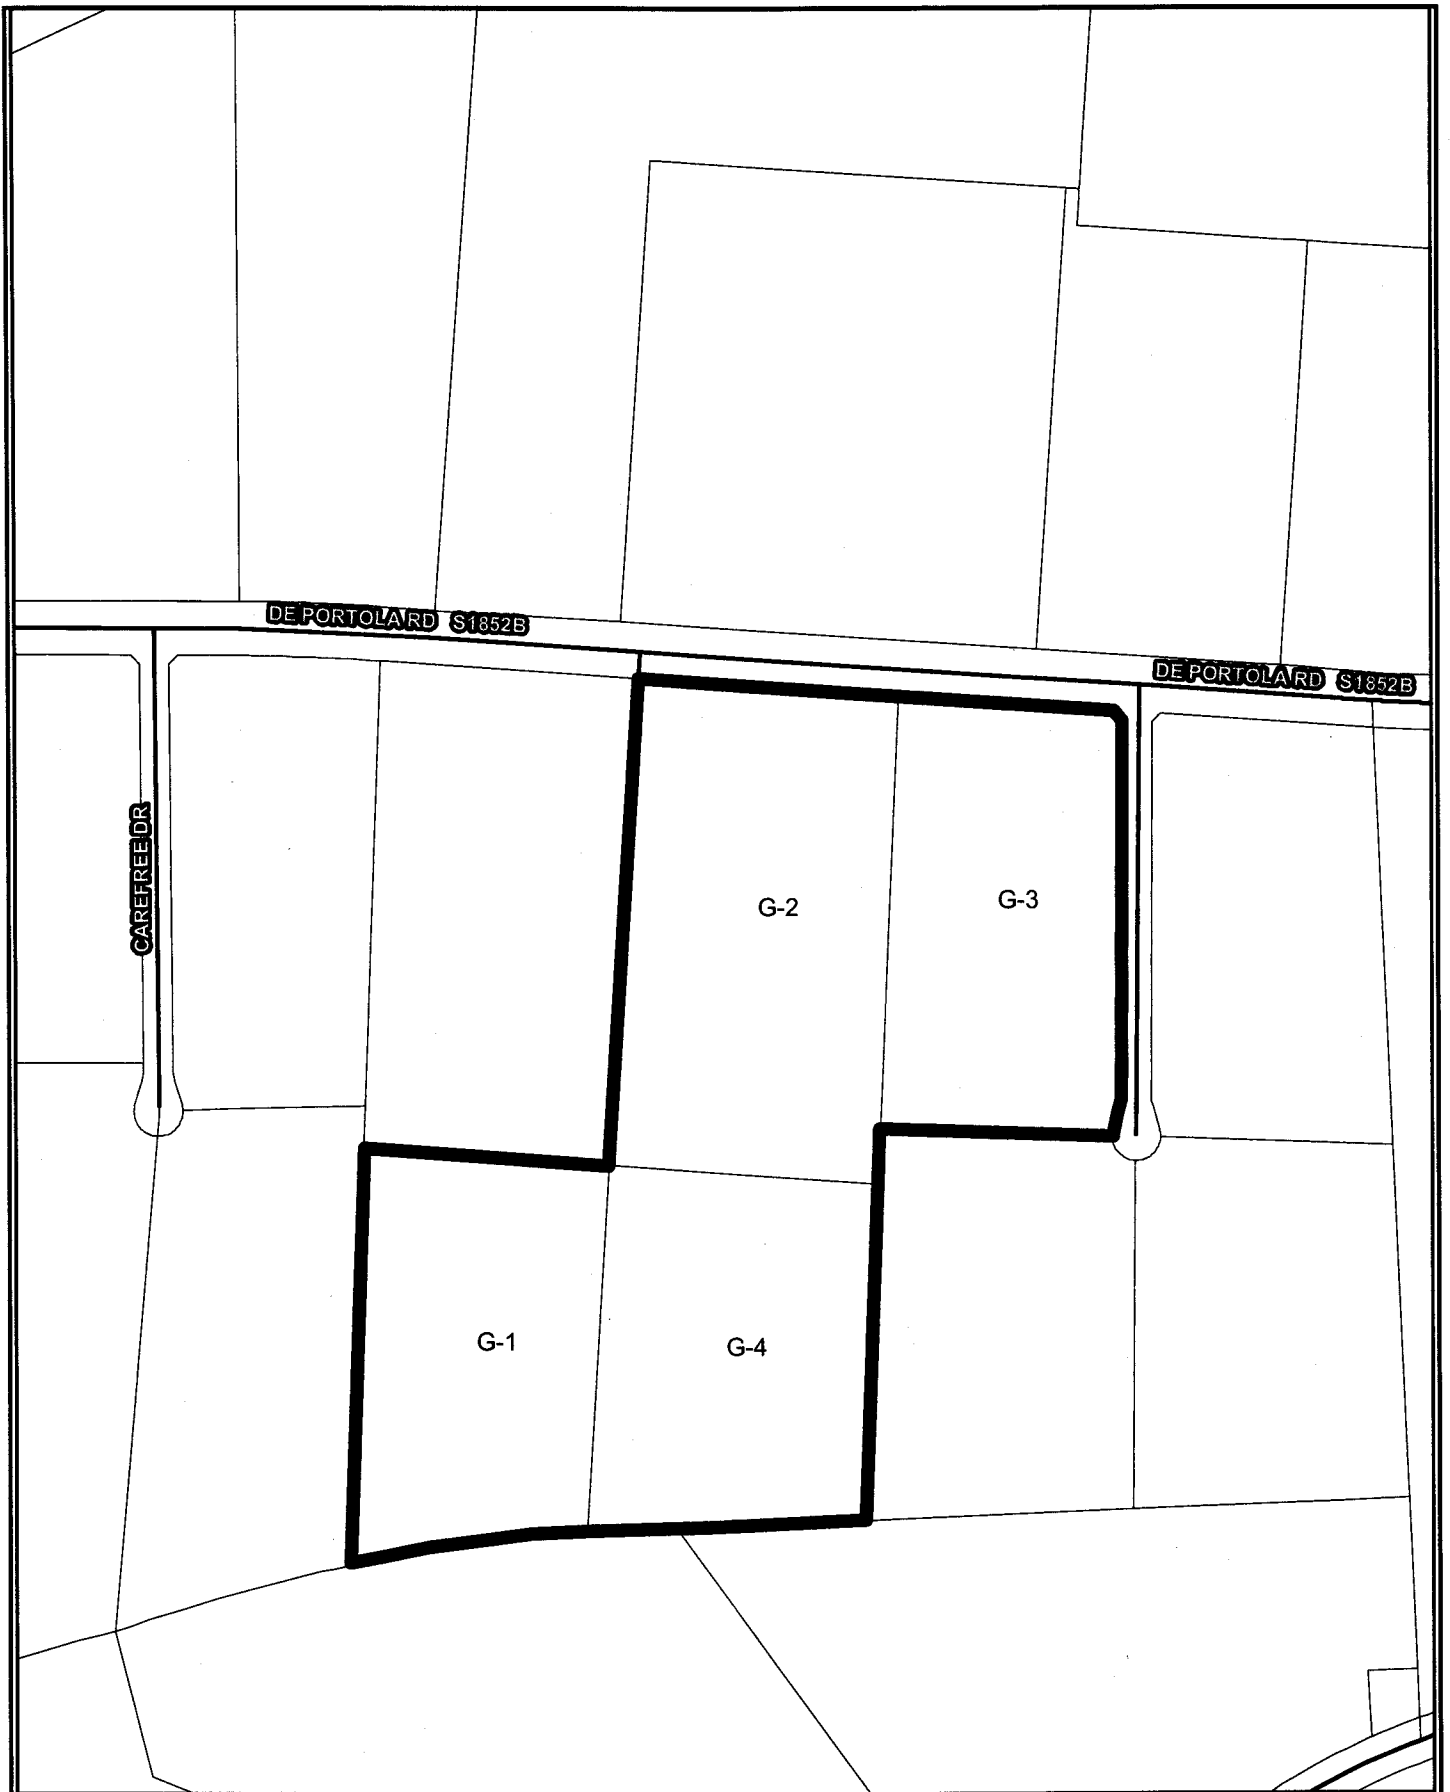 DE PORTOLA RD S1852B
DE PORTOLA RD S1852B
CAREFREE DR
G-2
G-3
G-1
G-4